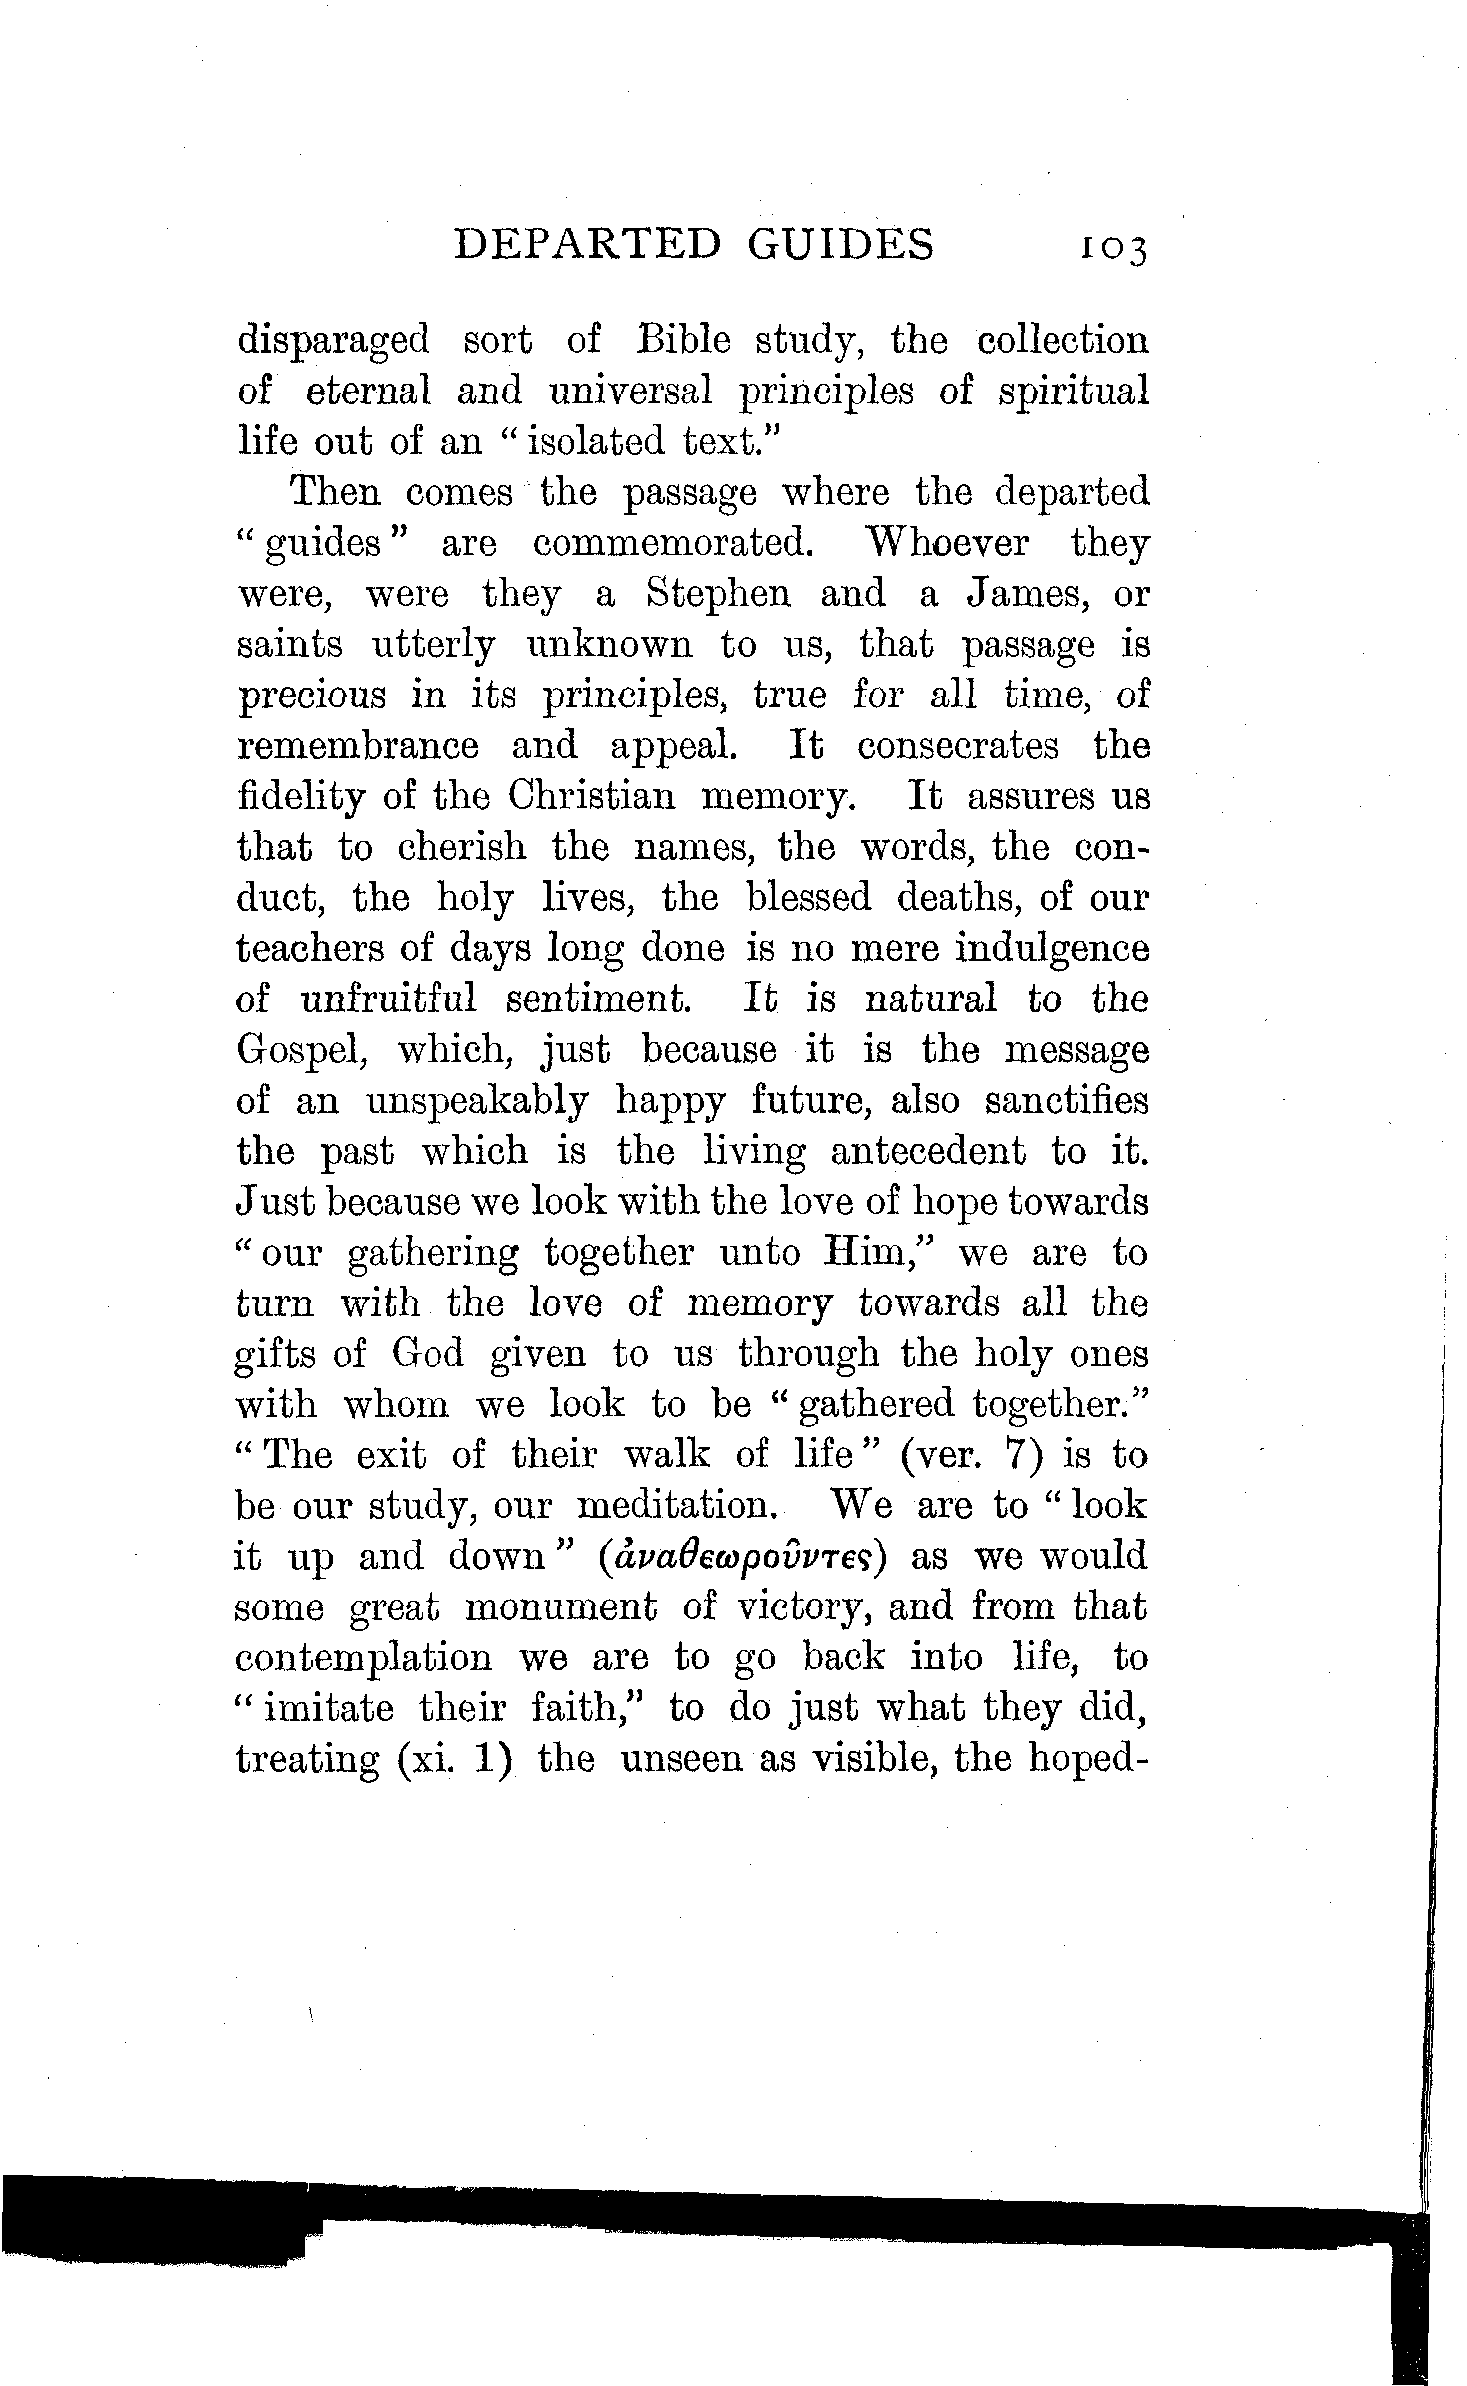 DEPARTED GUIDES 103
disparaged sort of Bible study, the collection
of eternal and universal principles of spiritual
life out of an “isolated text.”
Then comes the passage where the departed
“guides” are commemorated. Whoever they
were, were they a Stephen and a James, or
saints utterly unknown to us, that passage is
precious in its principles, true for all time, of
remembrance and appeal. It consecrates the
fidelity of the Christian memory. It assures us
that to cherish the names, the words, the con-
duct, the holy lives, the blessed deaths, of our
teachers of days long done is no mere indulgence
of unfruitful sentiment. It is natural to the
Gospel, which, just because it is the message
of an unspeakably happy future, also sanctifies
the past which is the living antecedent to it.
Just because we look with the love of hope towards
“our gathering together unto Him,” we are to
turn with the love of memory towards all the
gifts of God given to us through the holy ones
with whom we look to be “gathered together.”
“The exit of their walk of life” (ver. 7) is to
be our study, our meditation. We are to “look
it up and down” (ἀναθεωροῦντες) as we would
some great monument of victory, and from that
contemplation we are to go back into life, to
“imitate their faith,” to do just what they did,
treating (xi. 1) the unseen as visible, the hoped-